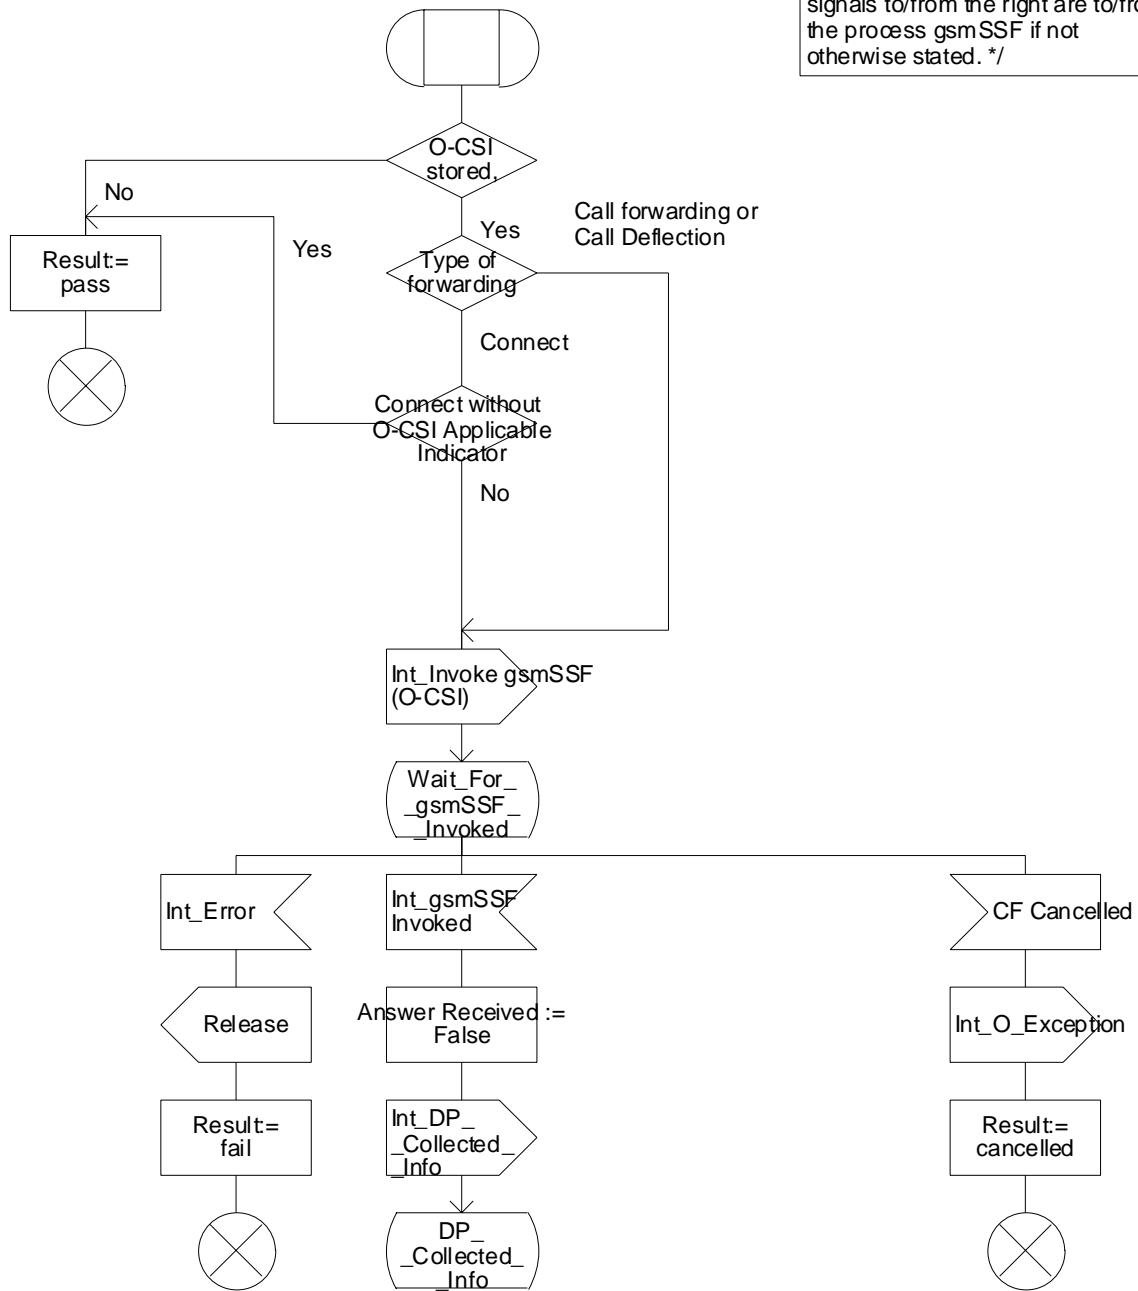 signals to/from the right are to/fro
the process gsmSSF if not
otherwise stated. */
O-CSI
stored,
No
Yes
Call forwarding or
Call Deflection
Yes
Result:=
pass
Type of
forwarding
Connect
Connect without
O-CSI Applicable
Indicator
No
Int_Invoke gsmSSF
(O-CSI)
Wait_For_
_gsmSSF_
_Invoked
Int_Error
Int_gsmSSF
Invoked
CF Cancelled
Release
Answer Received :=
False
Int_O_Exception
Result:=
fail
Int_DP_
_Collected_
_Info
Result:=
cancelled
DP_
_Collected_
_Info